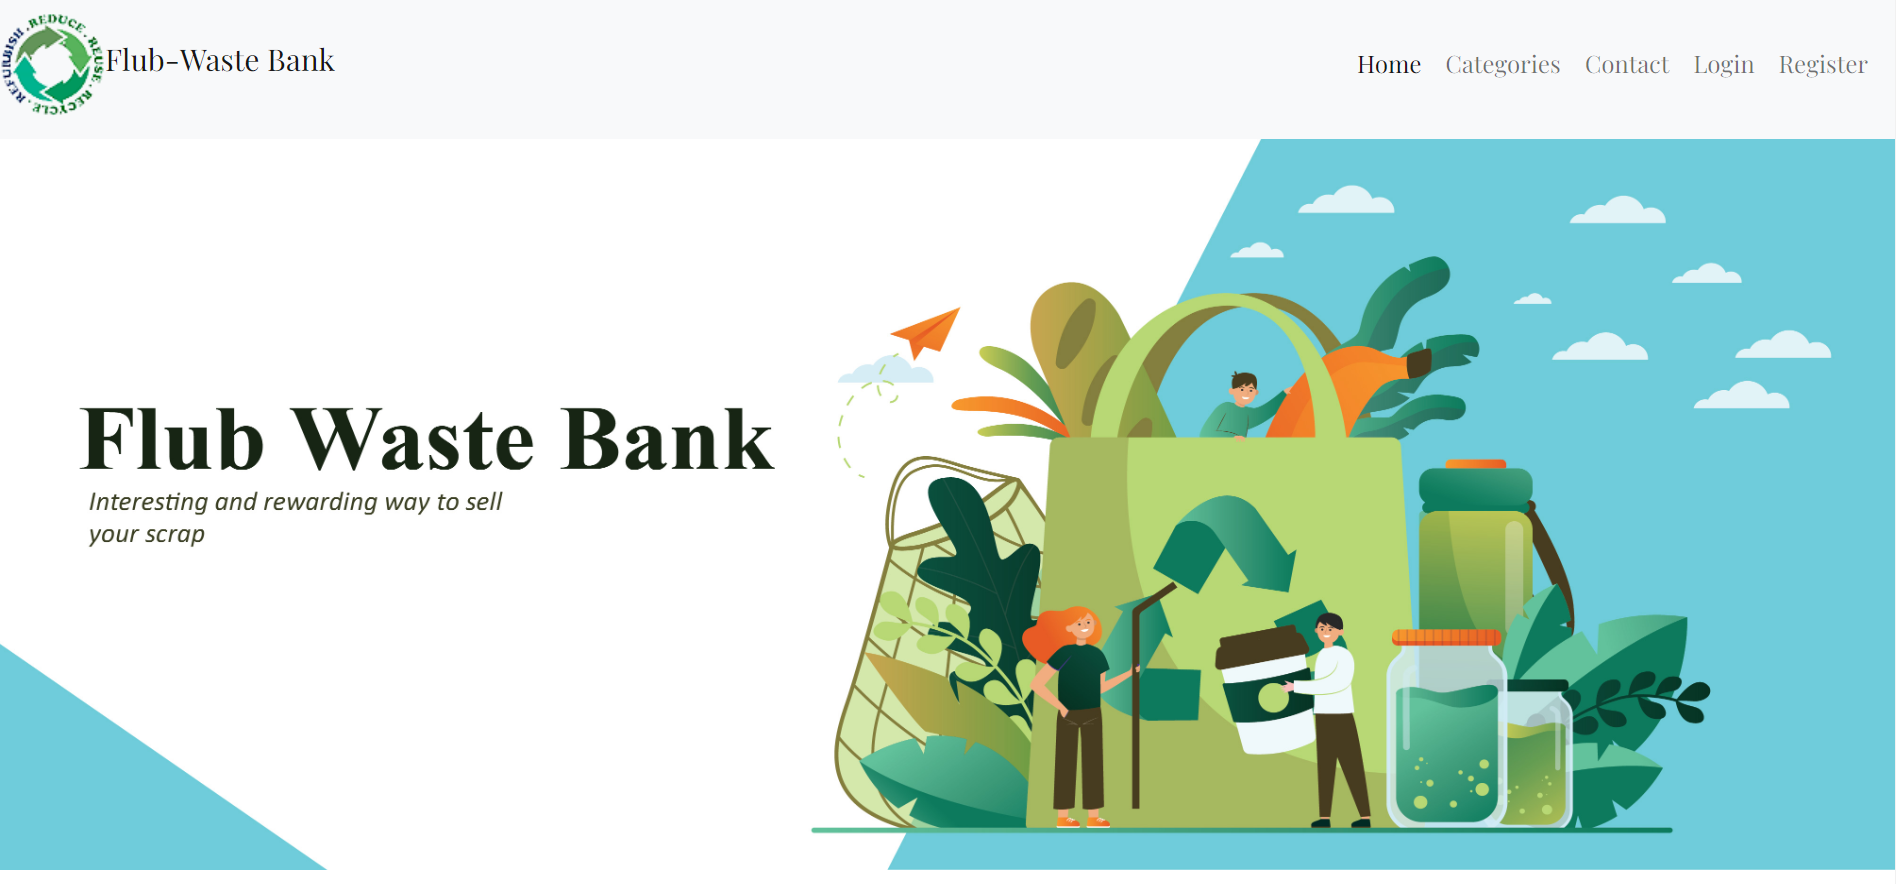 REFURBISH . REDUCE . REUSE . RECYCLE .
Flub-Waste Bank
Home Categories Contact Login Register
Flub Waste Bank
Interesting and rewarding way to sell
your scrap